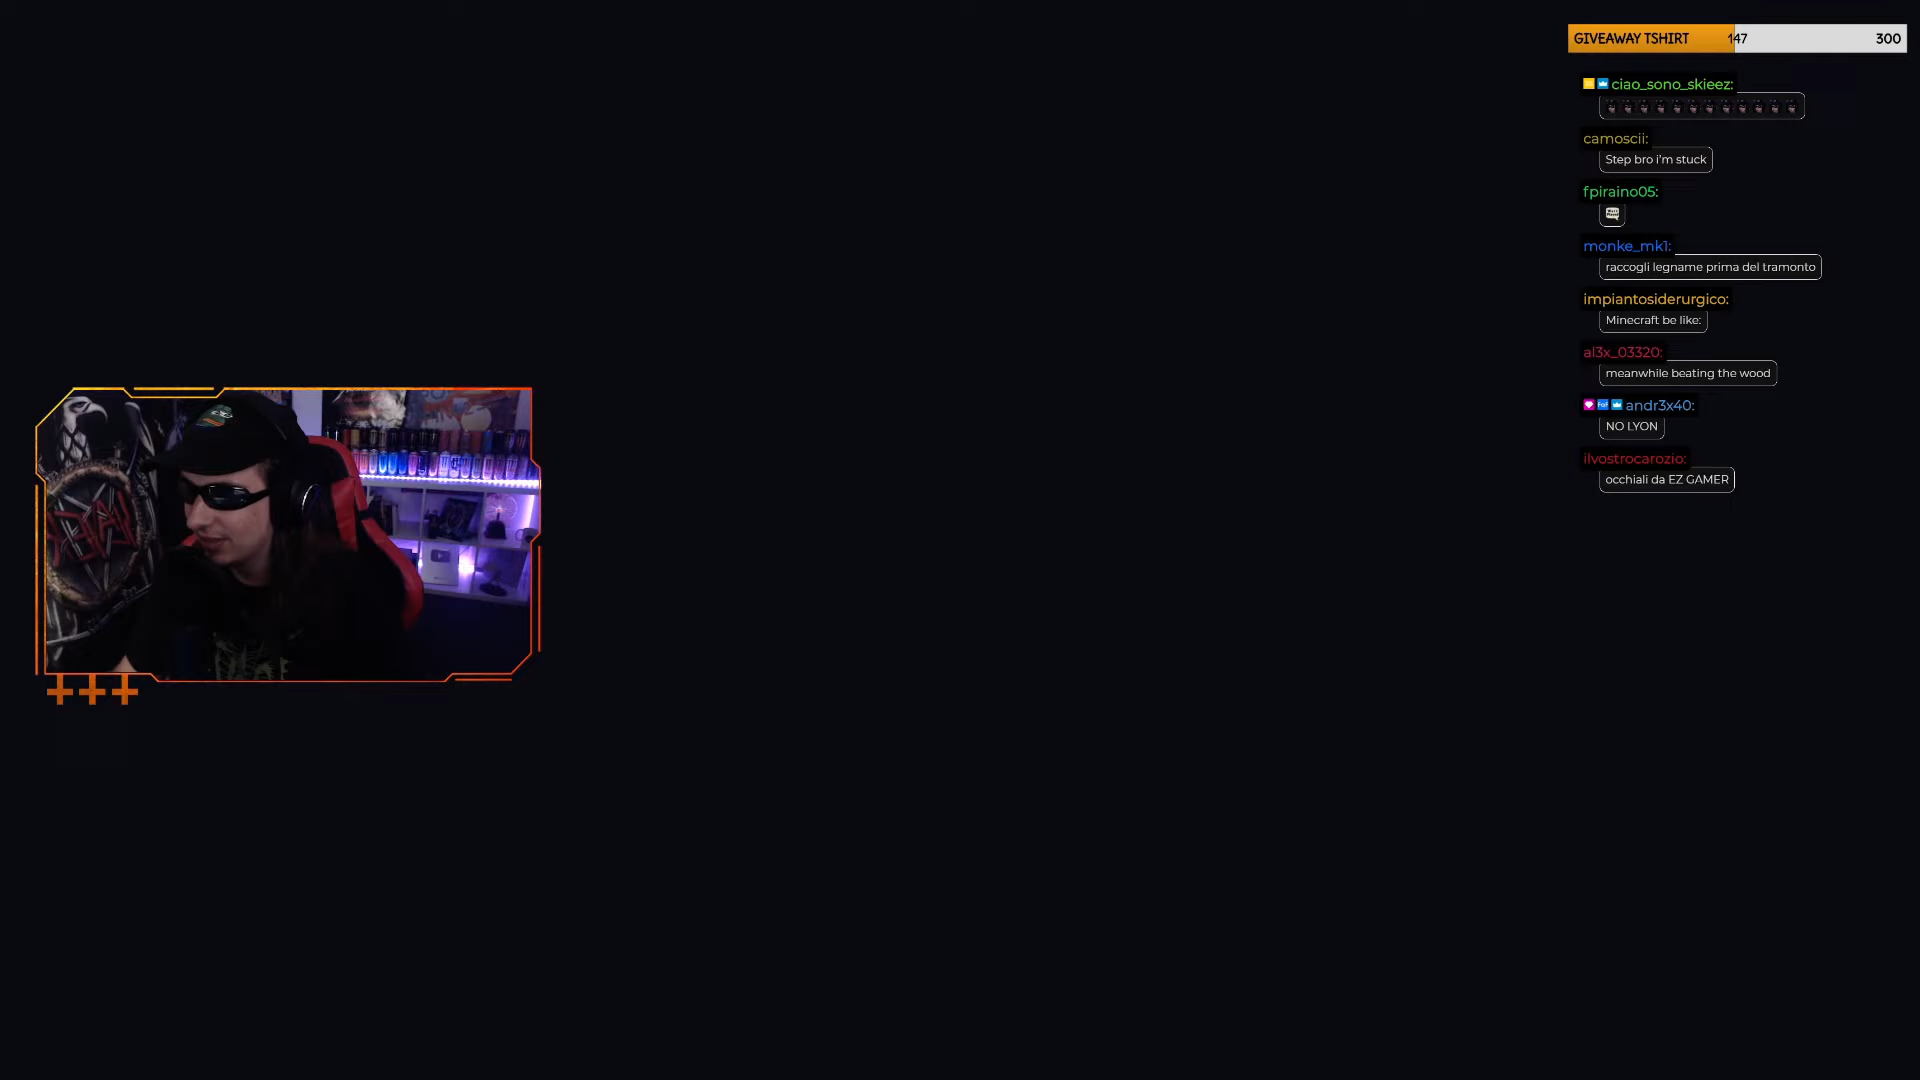 GIVEAWAY TSHIRT 147 300
ciao_sono_skieez:
camoscii:
Step bro i'm stuck
fpiraino05:
monke_mk1:
raccogli legname prima del tramonto
impiantosiderurgico:
Minecraft be like:
al3x_03320:
meanwhile beating the wood
andr3x40:
NO LYON
ilvostrocarozio:
occhiali da EZ GAMER